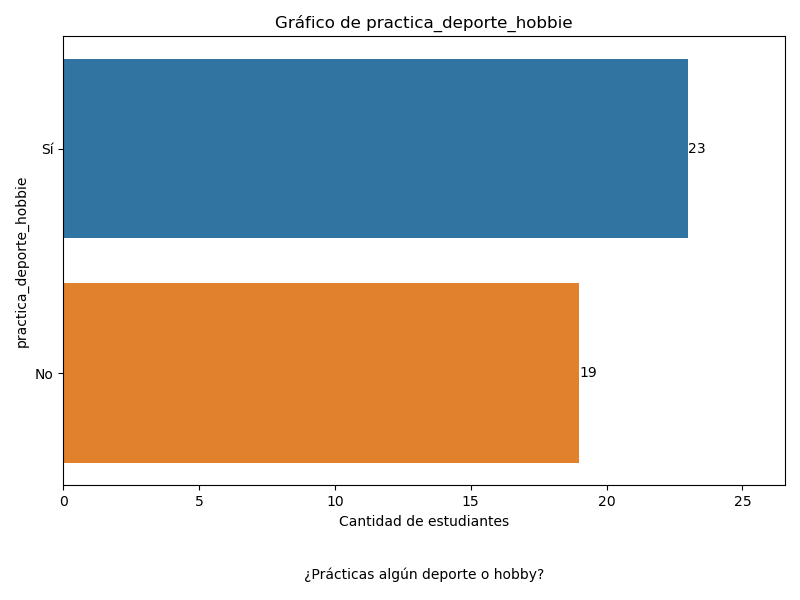 Gráfico de practica_deporte_hobbie
practica_deporte_hobbie
Sí
23
No
19
0 5 10 15 20 25
Cantidad de estudiantes
¿Prácticas algún deporte o hobby?